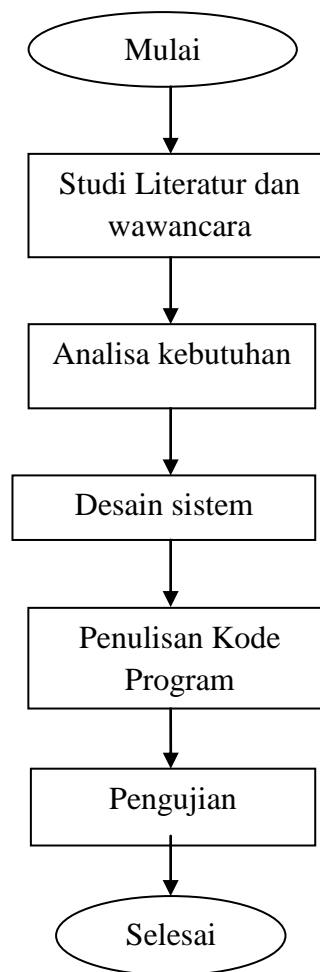 Mulai
Studi Literatur dan
wawancara
Analisa kebutuhan
Desain sistem
Penulisan Kode
Program
Pengujian
Selesai